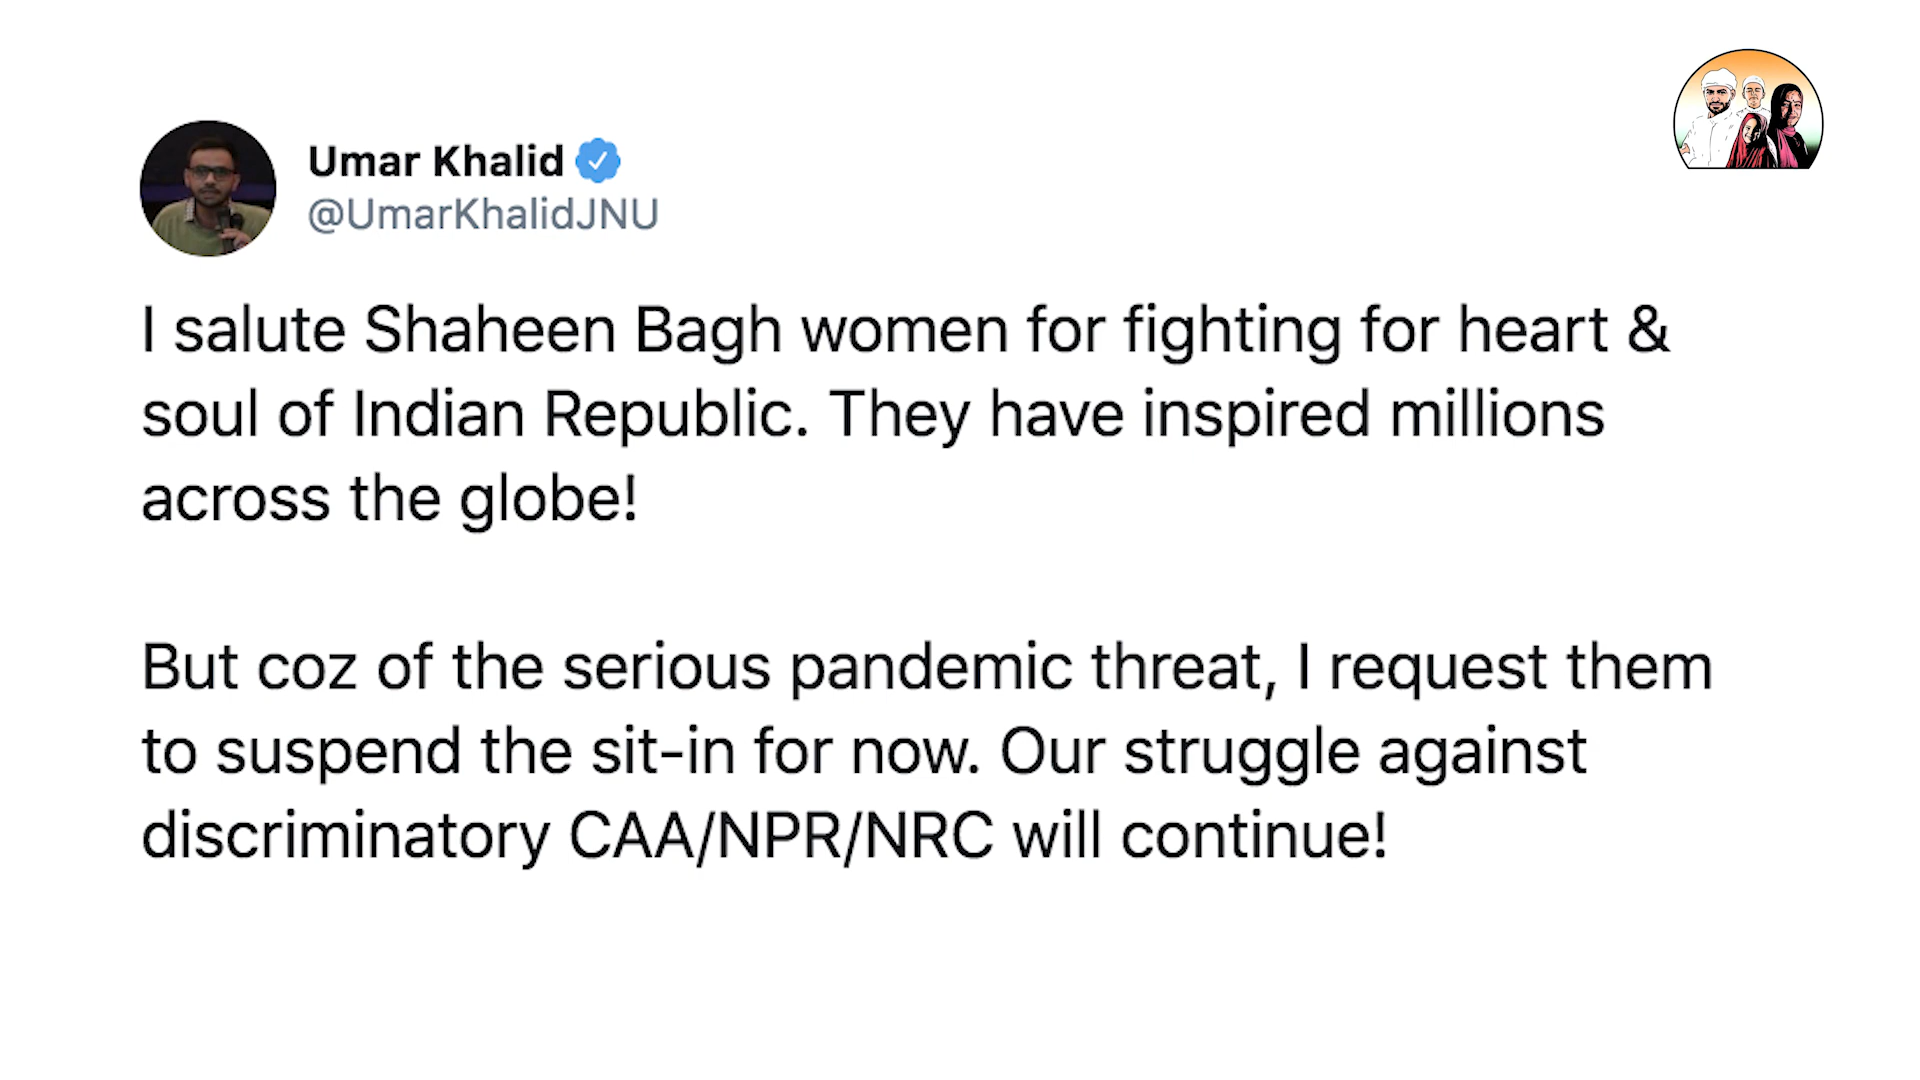 Umar Khalid
@UmarKhalidJNU
I salute Shaheen Bagh women for fighting for heart &
soul of Indian Republic. They have inspired millions
across the globe!
But coz of the serious pandemic threat, I request them
to suspend the sit-in for now. Our struggle against
discriminatory CAA/NPR/NRC will continue!